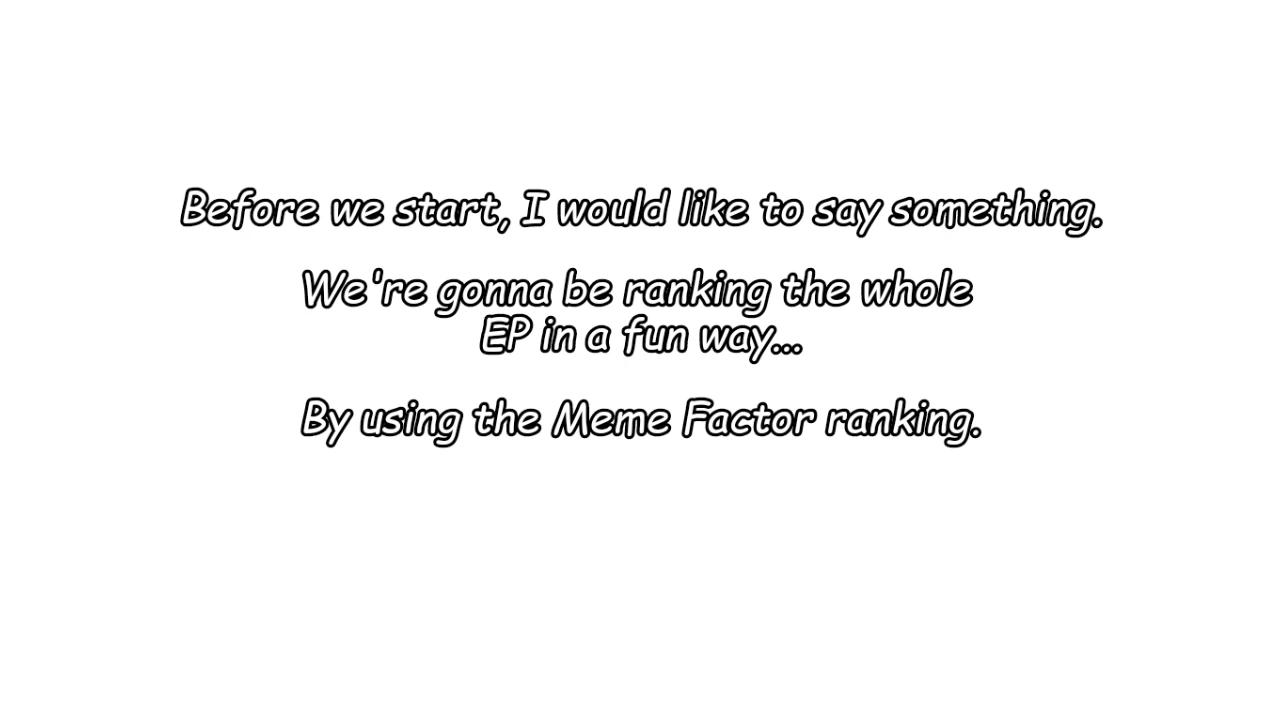 Before we start, I would like to say something.
We're gonna be ranking the whole
EP in a fun way...
By using the Meme Factor ranking.